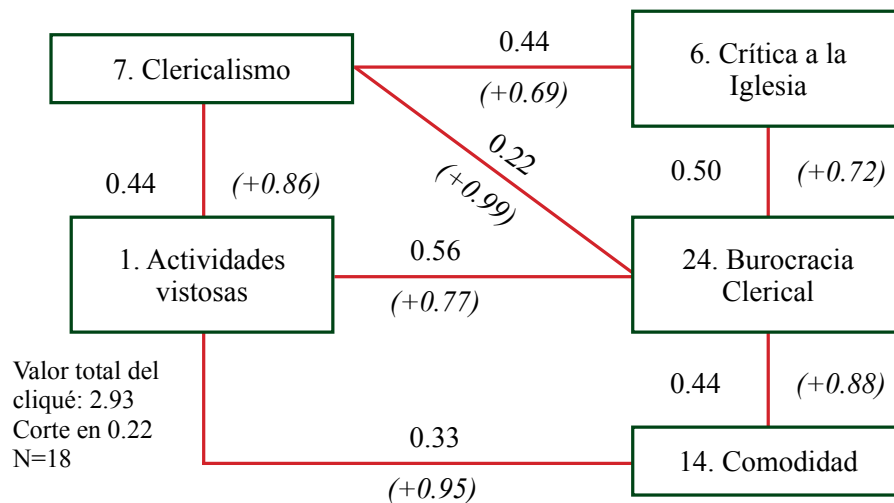 7. Clericalismo
0.44
(+0.69)
6. Crítica a la
Iglesia
0.44
(+0.86)
0.22
(+0.99)
0.50
(+0.72)
1. Actividades
vistosas
0.56
(+0.77)
24. Burocracia
Clerical
Valor total del
cliqué: 2.93
Corte en 0.22
N=18
0.33
(+0.95)
0.44
(+0.88)
14. Comodidad